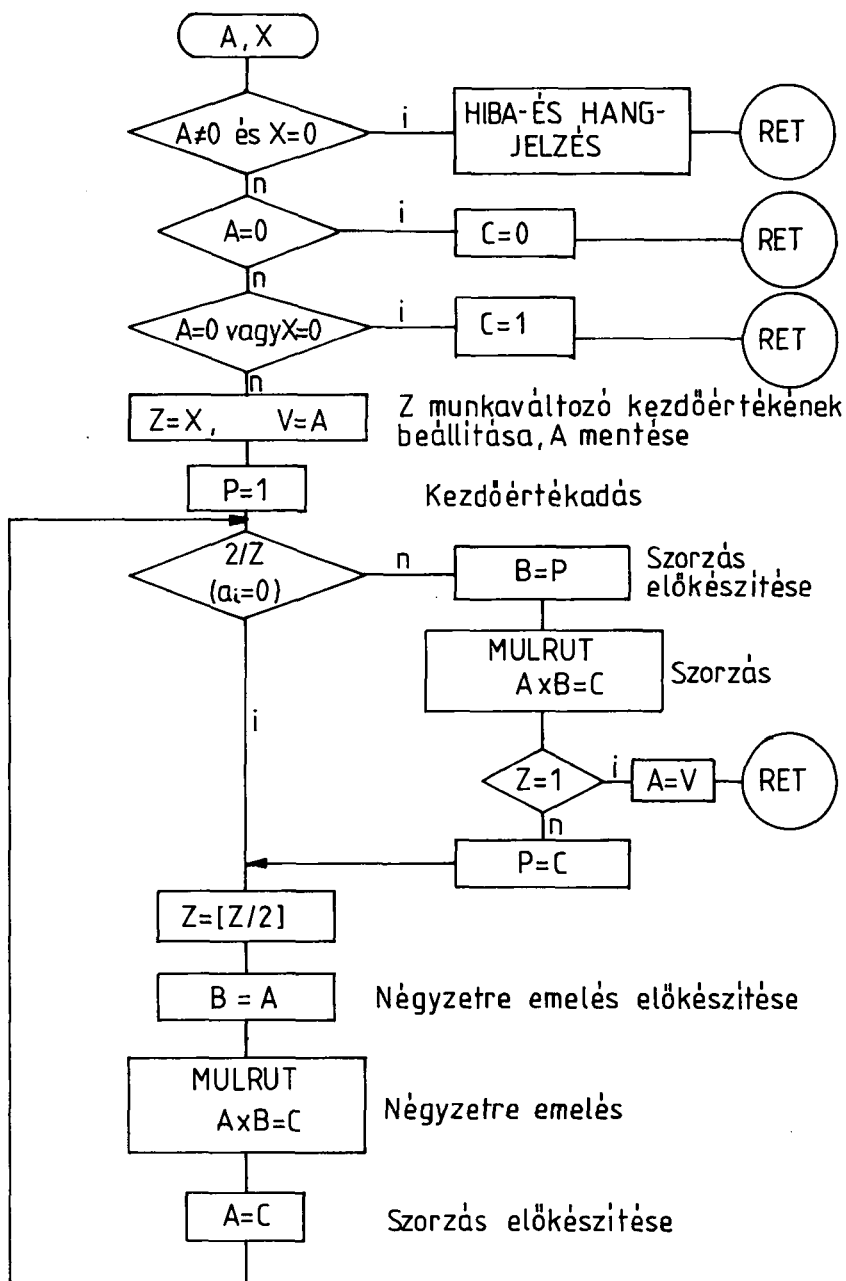 A, X
A≠0 és X=0
i
HIBA-ÉS HANG-
JELZÉS
RET
n
A=0
i
C=0
RET
n
A=0 vagyX=0
i
C=1
RET
n
Z=X, V=A
Z munkaváltozó kezdőértékének
beállítása, A mentése
P=1
Kezdőértékadás
2/Z
(ai=0)
n
B=P
Szorzás
előkészítése
MULRUT
AxB=C
Szorzás
i
Z=1
i
A=V
RET
n
P=C
Z=[Z/2]
B = A
Négyzetre emelés előkészítése
MULRUT
AxB=C
Négyzetre emelés
A=C
Szorzás előkészítése